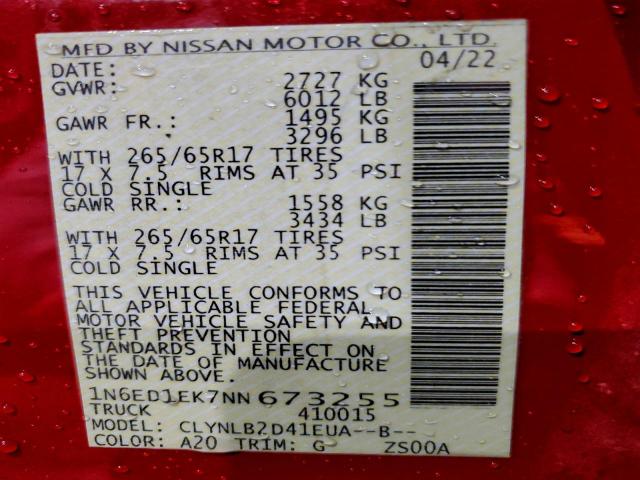 MFD BY NISSAN MOTOR CO., LTD.
DATE: 04/22
GVWR: 2727 KG
6012 LB
GAWR FR.: 1495 KG
3296 LB
WITH 265/65R17 TIRES
17 X 7.5 RIMS AT 35 PSI
COLD SINGLE
GAWR RR.: 1558 KG
3434 LB
WITH 265/65R17 TIRES
17 X 7.5 RIMS AT 35 PSI
COLD SINGLE
THIS VEHICLE CONFORMS TO
ALL APPLICABLE FEDERAL
MOTOR VEHICLE SAFETY AND
THEFT PREVENTION
STANDARDS IN EFFECT ON
THE DATE OF MANUFACTURE
SHOWN ABOVE.
1N6ED1EK7NN673255
TRUCK 410015
MODEL: CLYNLB2D41EUA--B--
COLOR: A20 TRIM: G ZS00A